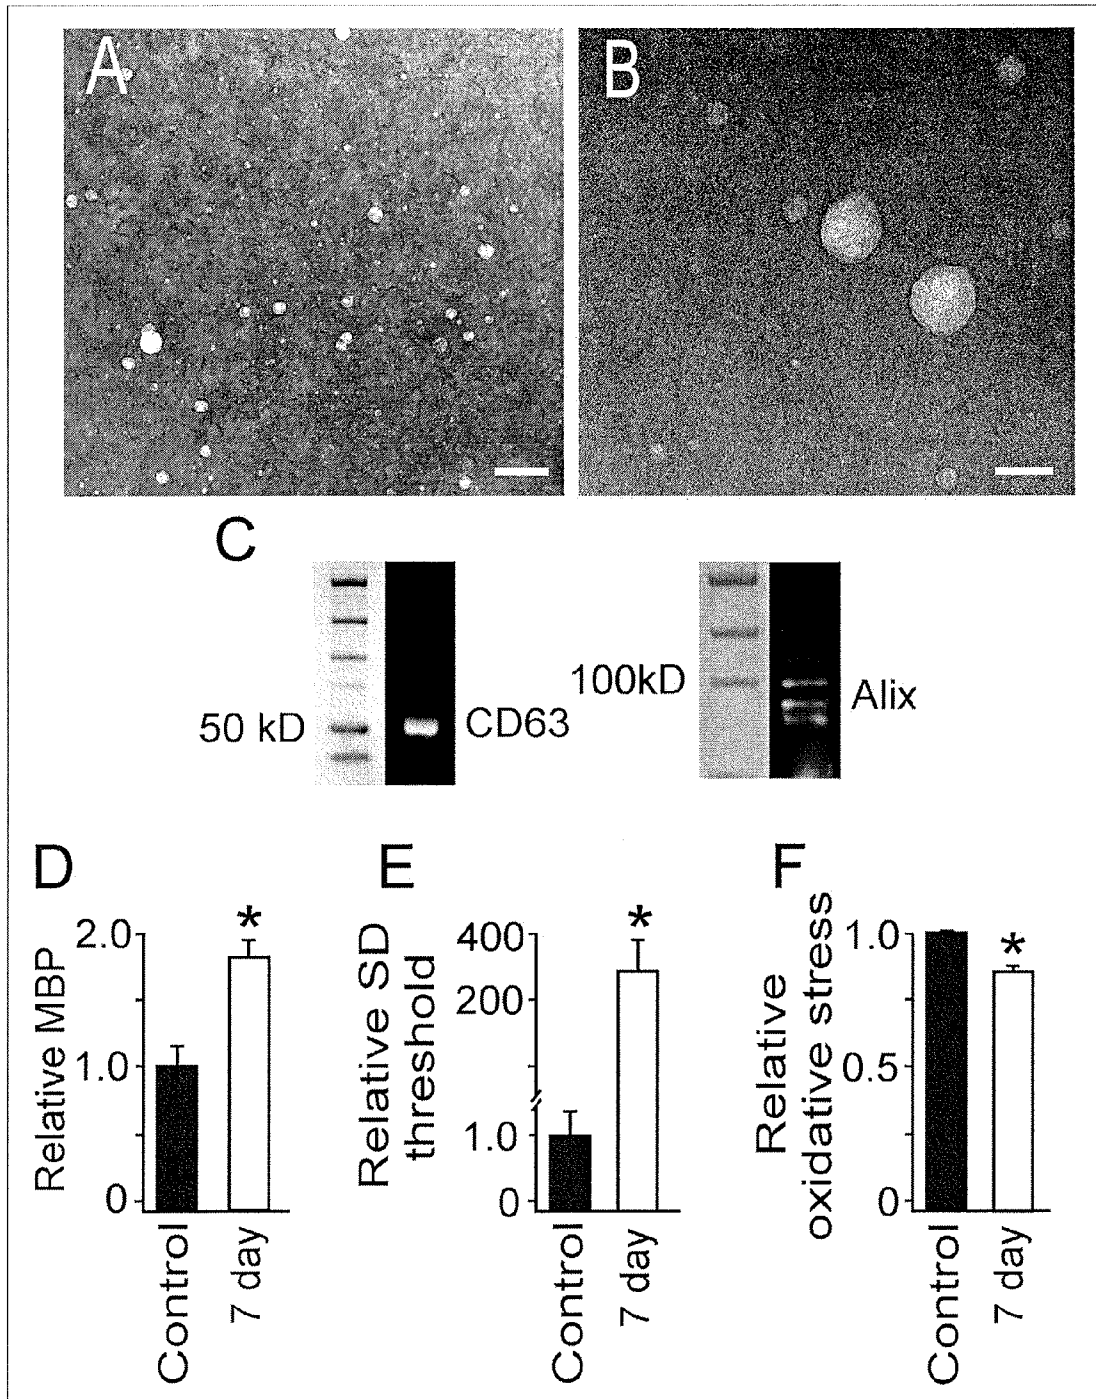 A
B
C
50 kD
CD63
100kD
Alix
D
E
F
Relative MBP
2.0
1.0
0
Control
7 day
*
Relative SD
threshold
400
200
1.0
0
Control
7 day
*
Relative
oxidative stress
1.0
0.5
0
Control
7 day
*